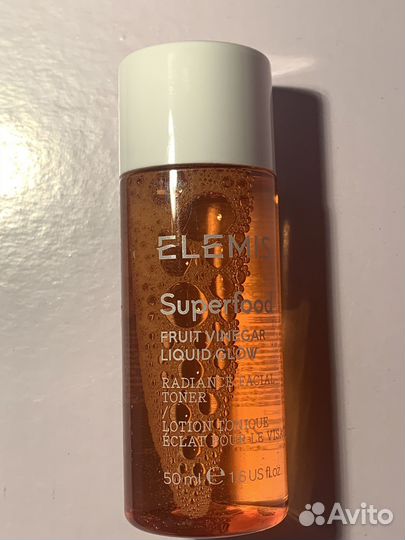 ELEMIS
Superfood
FRUIT VINEGAR
LIQUID GLOW
RADIANCE FACIAL
TONER
/
LOTION TONIQUE
ÉCLAT POUR LE VISA
50 ml ℮ 1.6 US fl.oz
Avito